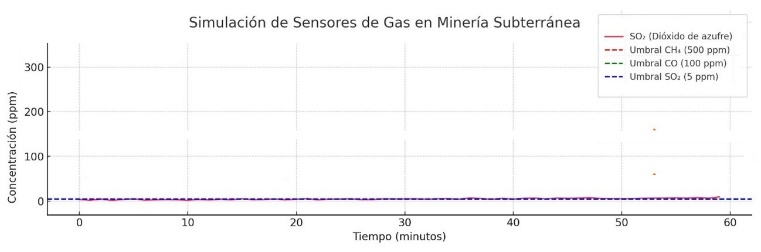 Simulación de Sensores de Gas en Minería Subterránea
SO₂ (Dióxido de azufre)
Umbral CH₄ (500 ppm)
Umbral CO (100 ppm)
Umbral SO₂ (5 ppm)
Concentración (ppm)
300
200
100
0
0 10 20 30 40 50 60
Tiempo (minutos)